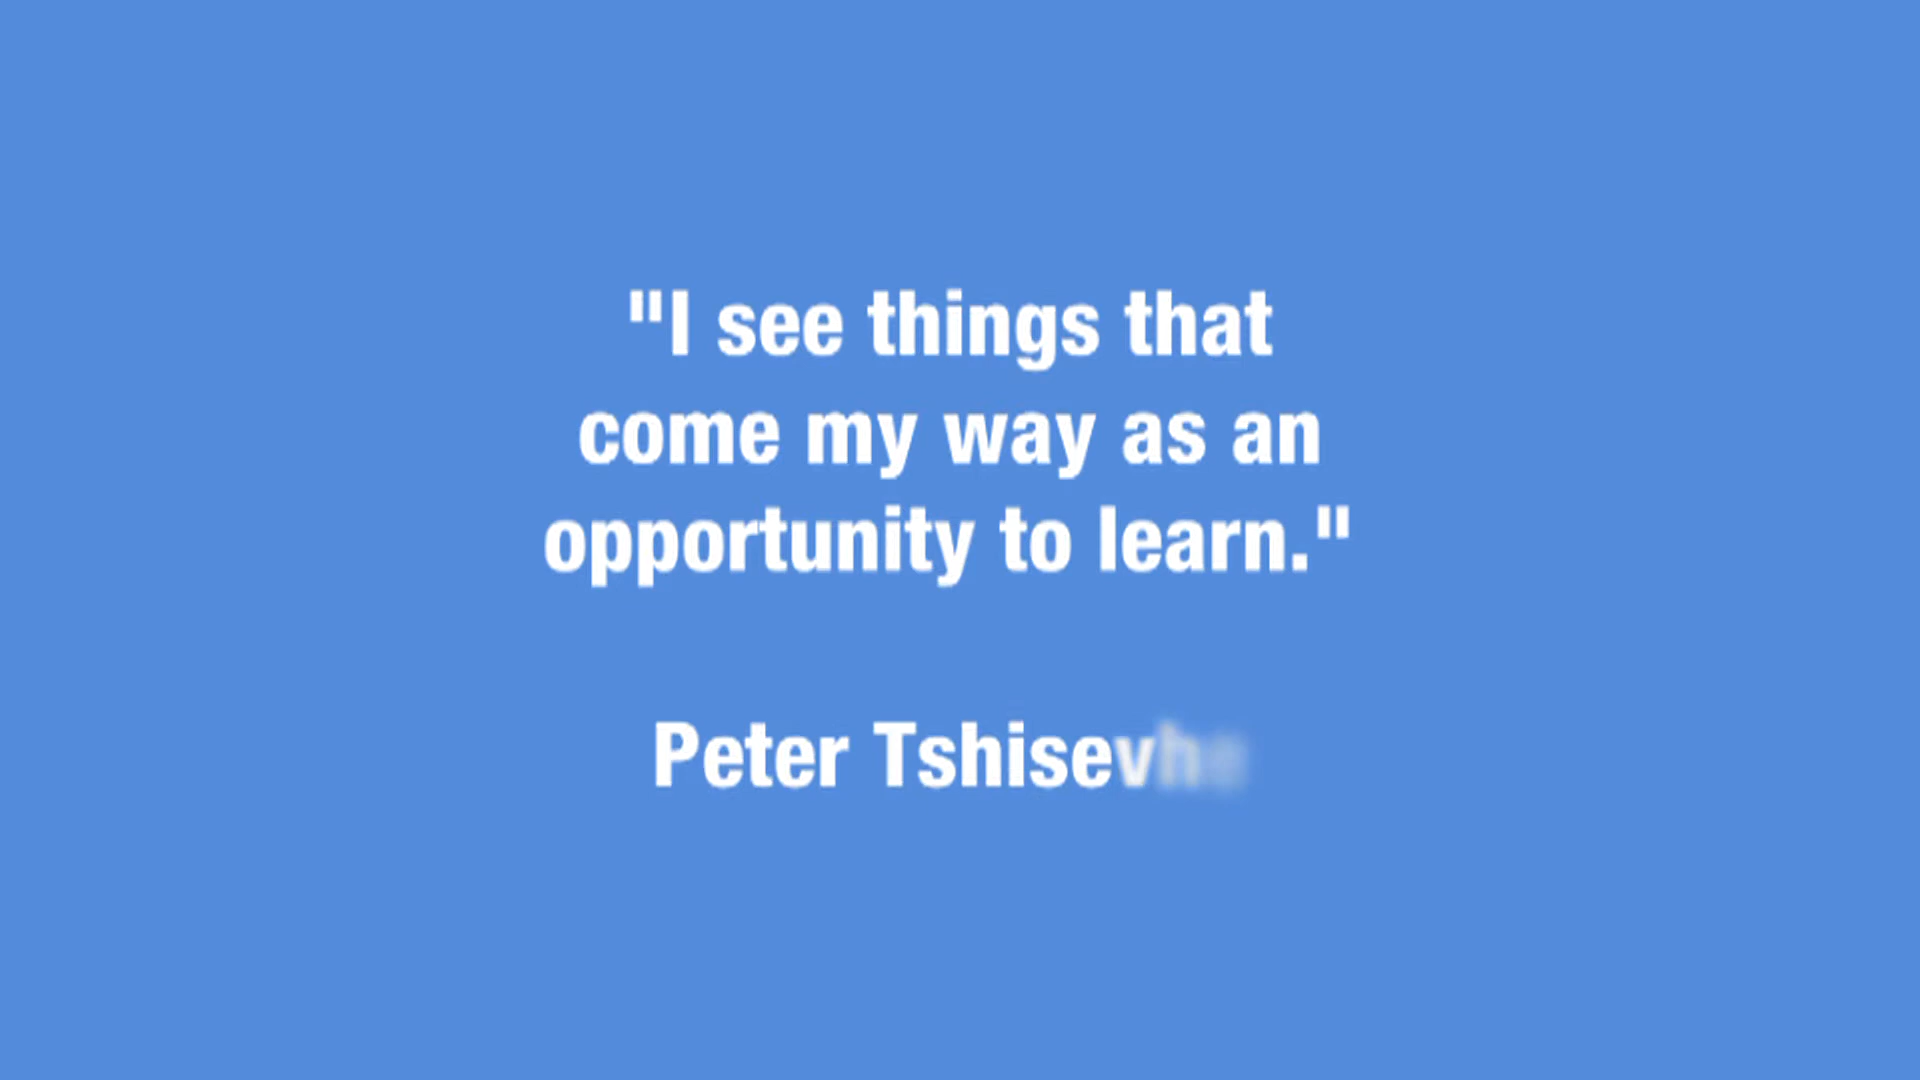 "I see things that
come my way as an
opportunity to learn."
Peter Tshisevhe